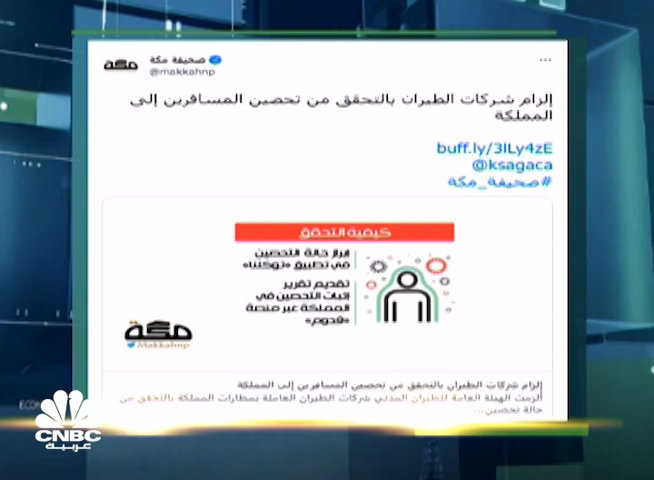 صحيفة مكة
@makkahnp
إلزام شركات الطيران بالتحقق من تحصين المسافرين إلى
المملكة
buff.ly/3lLy4zE
@ksagaca
#صحيفة_مكة
كيفية التحقق
إبراز حالة التحصين
في تطبيق «توكلنا»
تقديم تقرير
إثبات التحصين في
المملكة عبر منصة
«قدوم»
مكة
Makkahnp
إلزام شركات الطيران بالتحقق من تحصين المسافرين إلى المملكة
ألزمت الهيئة العامة للطيران المدني شركات الطيران العاملة بمطارات المملكة بالتحقق من
حالة تحصين...
CNBC
عربية